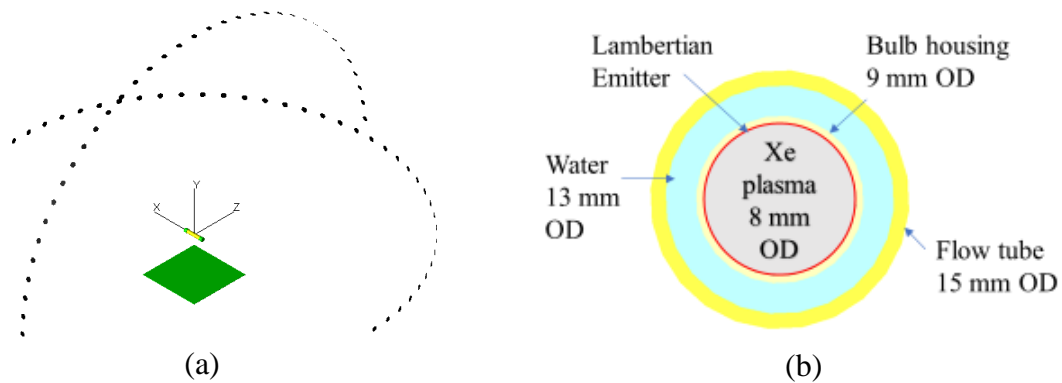 Y
X
Z
(a)
Lambertian
Emitter
Bulb housing
9 mm OD
Xe
plasma
8 mm
OD
Water
13 mm
OD
Flow tube
15 mm OD
(b)